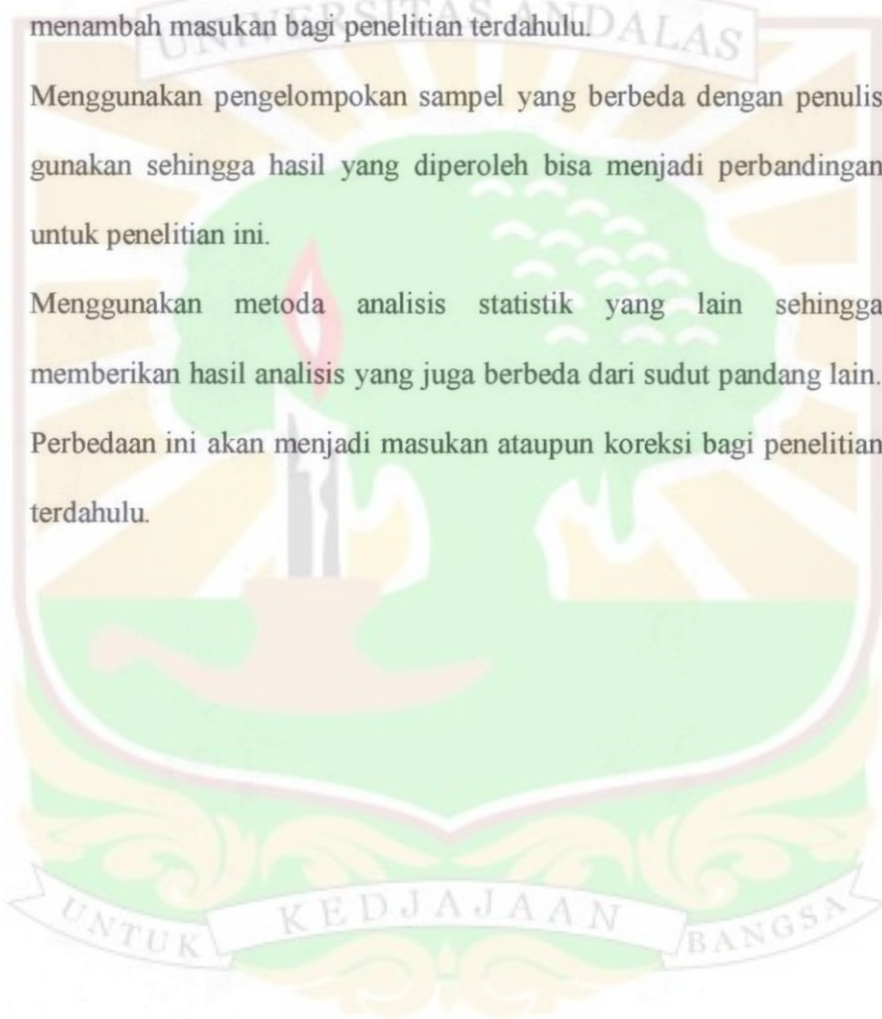 UNIVERSITAS ANDALAS
menambah masukan bagi penelitian terdahulu.
Menggunakan pengelompokan sampel yang berbeda dengan penulis
gunakan sehingga hasil yang diperoleh bisa menjadi perbandingan
untuk penelitian ini.
Menggunakan metoda analisis statistik yang lain sehingga
memberikan hasil analisis yang juga berbeda dari sudut pandang lain.
Perbedaan ini akan menjadi masukan ataupun koreksi bagi penelitian
terdahulu.
UNTUK KEDJAJAAN BANGSA